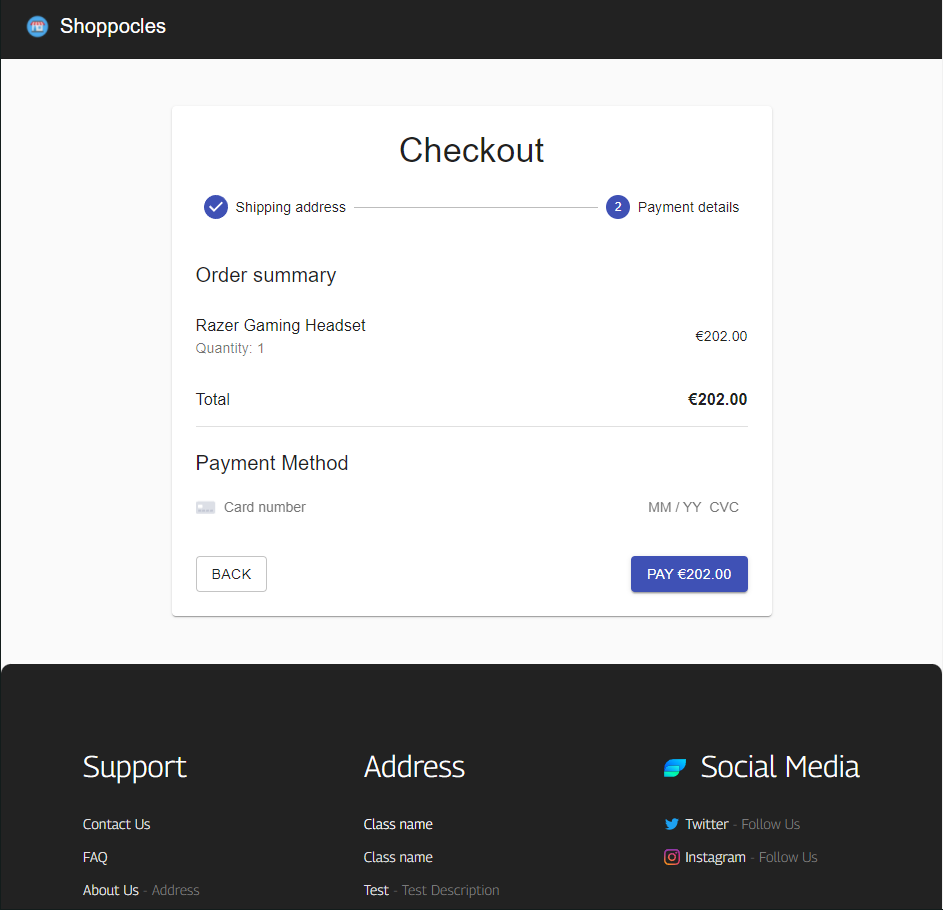 Shoppocles
Checkout
Shipping address
2 Payment details
Order summary
Razer Gaming Headset
Quantity: 1
€202.00
Total €202.00
Payment Method
Card number MM / YY CVC
BACK PAY €202.00
Support
Contact Us
FAQ
About Us - Address
Address
Class name
Class name
Test - Test Description
Social Media
Twitter - Follow Us
Instagram - Follow Us